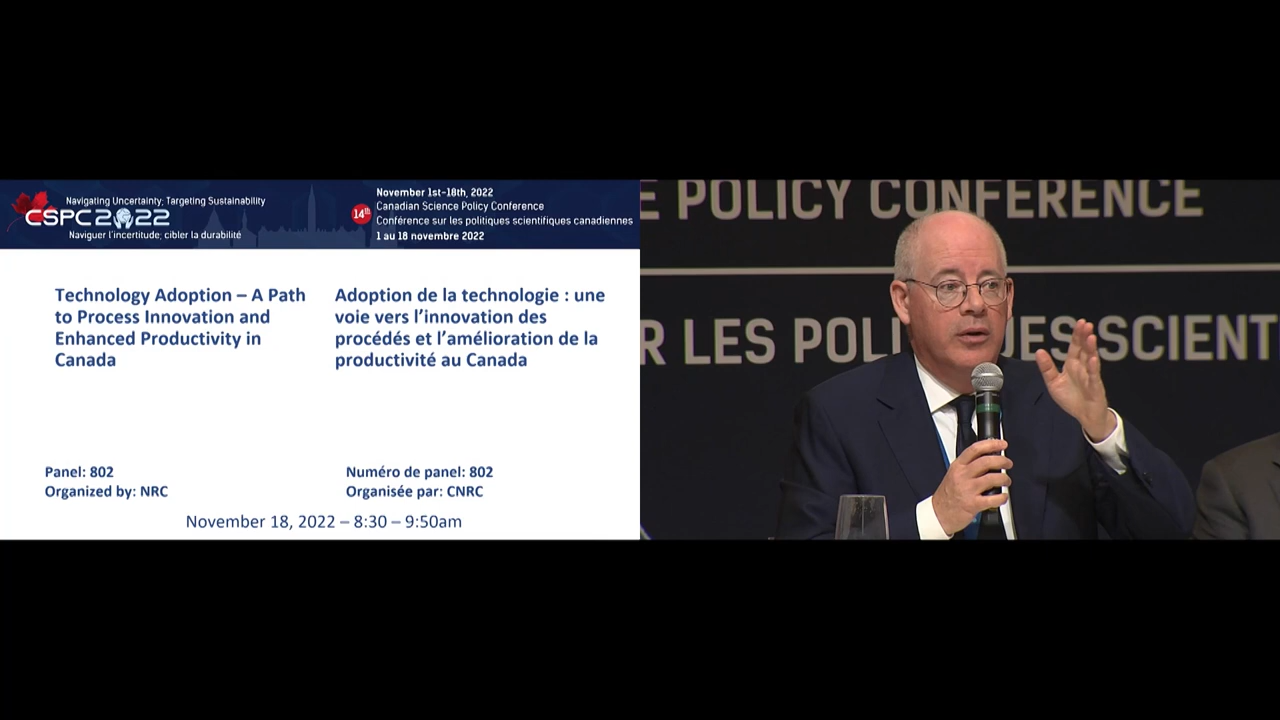 Navigating Uncertainty; Targeting Sustainability
CSPC2022
Naviguer l'incertitude; cibler la durabilité
14th
November 1st-18th, 2022
Canadian Science Policy Conference
Conférence sur les politiques scientifiques canadiennes
1 au 18 novembre 2022
Technology Adoption – A Path
to Process Innovation and
Enhanced Productivity in
Canada
Adoption de la technologie : une
voie vers l'innovation des
procédés et l'amélioration de la
productivité au Canada
Panel: 802
Organized by: NRC
Numéro de panel: 802
Organisée par: CNRC
November 18, 2022 – 8:30 – 9:50am
E POLICY CONFERENCE
R LES POLI UES SCIENT